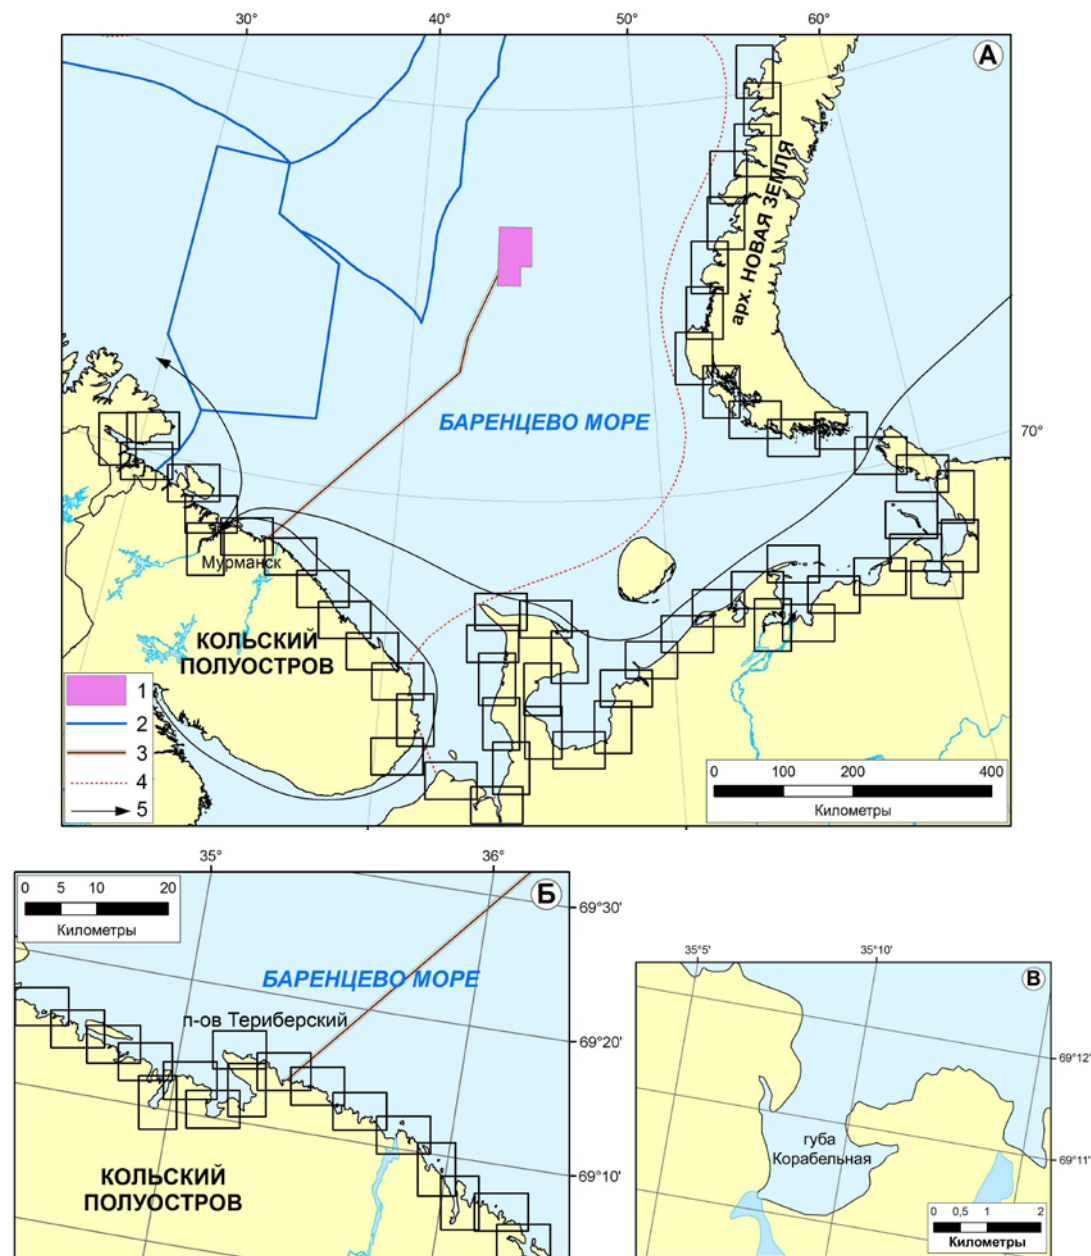 30° 40° 50° 60°
А
арх. НОВАЯ ЗЕМЛЯ
БАРЕНЦЕВО МОРЕ
70°
Мурманск
КОЛЬСКИЙ
ПОЛУОСТРОВ
1
2
3
4
5
0 100 200 400
Километры
35° 36°
0 5 10 20
Километры
Б
69°30'
БАРЕНЦЕВО МОРЕ
п-ов Териберский
69°20'
КОЛЬСКИЙ
ПОЛУОСТРОВ
69°10'
35°5' 35°10'
В
69°12'
губа
Корабельная
69°11'
0 0,5 1 2
Километры